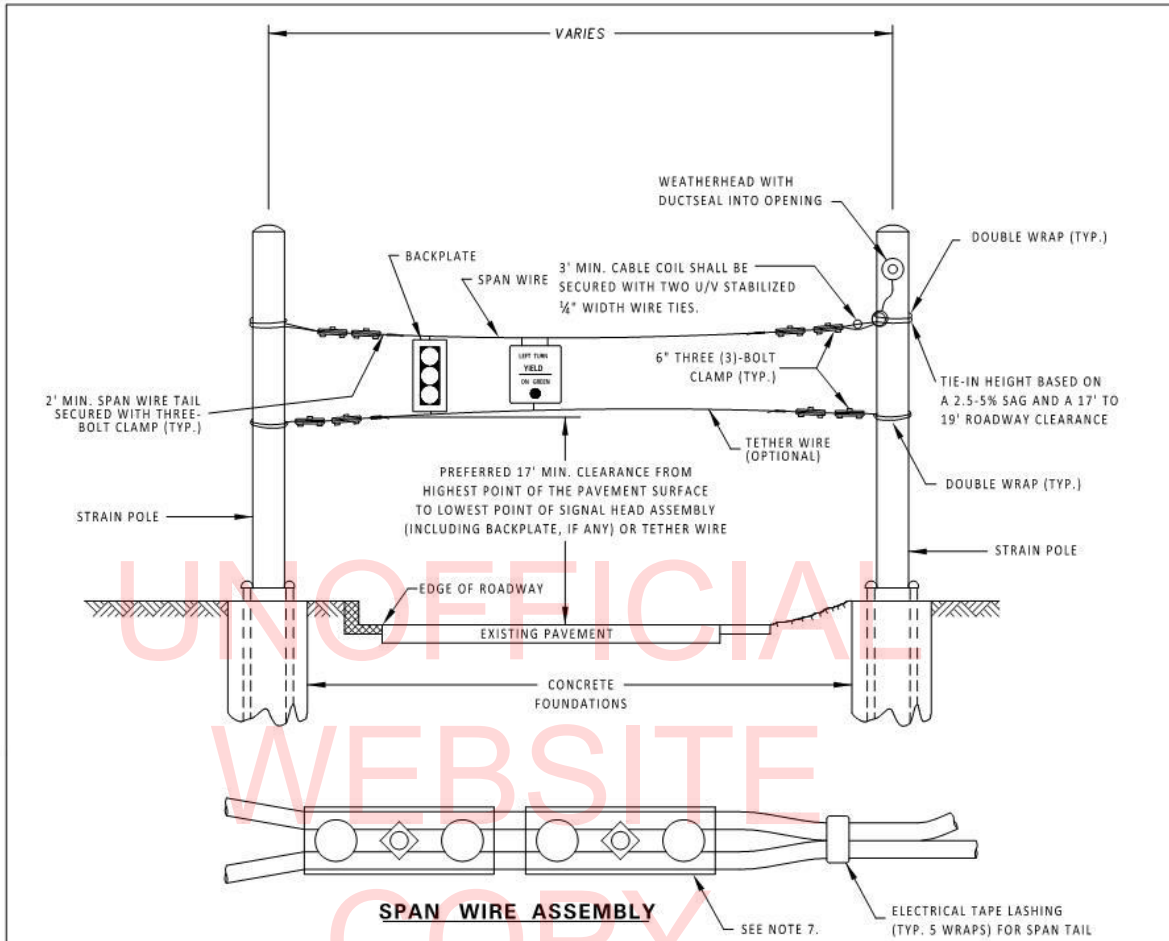 VARIES
WEATHERHEAD WITH
DUCTSEAL INTO OPENING
DOUBLE WRAP (TYP.)
BACKPLATE
SPAN WIRE
3' MIN. CABLE COIL SHALL BE
SECURED WITH TWO U/V STABILIZED
¼" WIDTH WIRE TIES.
LEFT TURN
YIELD
ON GREEN
6" THREE (3)-BOLT
CLAMP (TYP.)
2' MIN. SPAN WIRE TAIL
SECURED WITH THREE-
BOLT CLAMP (TYP.)
TIE-IN HEIGHT BASED ON
A 2.5-5% SAG AND A 17' TO
19' ROADWAY CLEARANCE
TETHER WIRE
(OPTIONAL)
PREFERRED 17' MIN. CLEARANCE FROM
HIGHEST POINT OF THE PAVEMENT SURFACE
TO LOWEST POINT OF SIGNAL HEAD ASSEMBLY
(INCLUDING BACKPLATE, IF ANY) OR TETHER WIRE
DOUBLE WRAP (TYP.)
STRAIN POLE
STRAIN POLE
UNOFFICIAL
EDGE OF ROADWAY
EXISTING PAVEMENT
CONCRETE
FOUNDATIONS
WEBSITE
COPY
SPAN WIRE ASSEMBLY
SEE NOTE 7.
ELECTRICAL TAPE LASHING
(TYP. 5 WRAPS) FOR SPAN TAIL